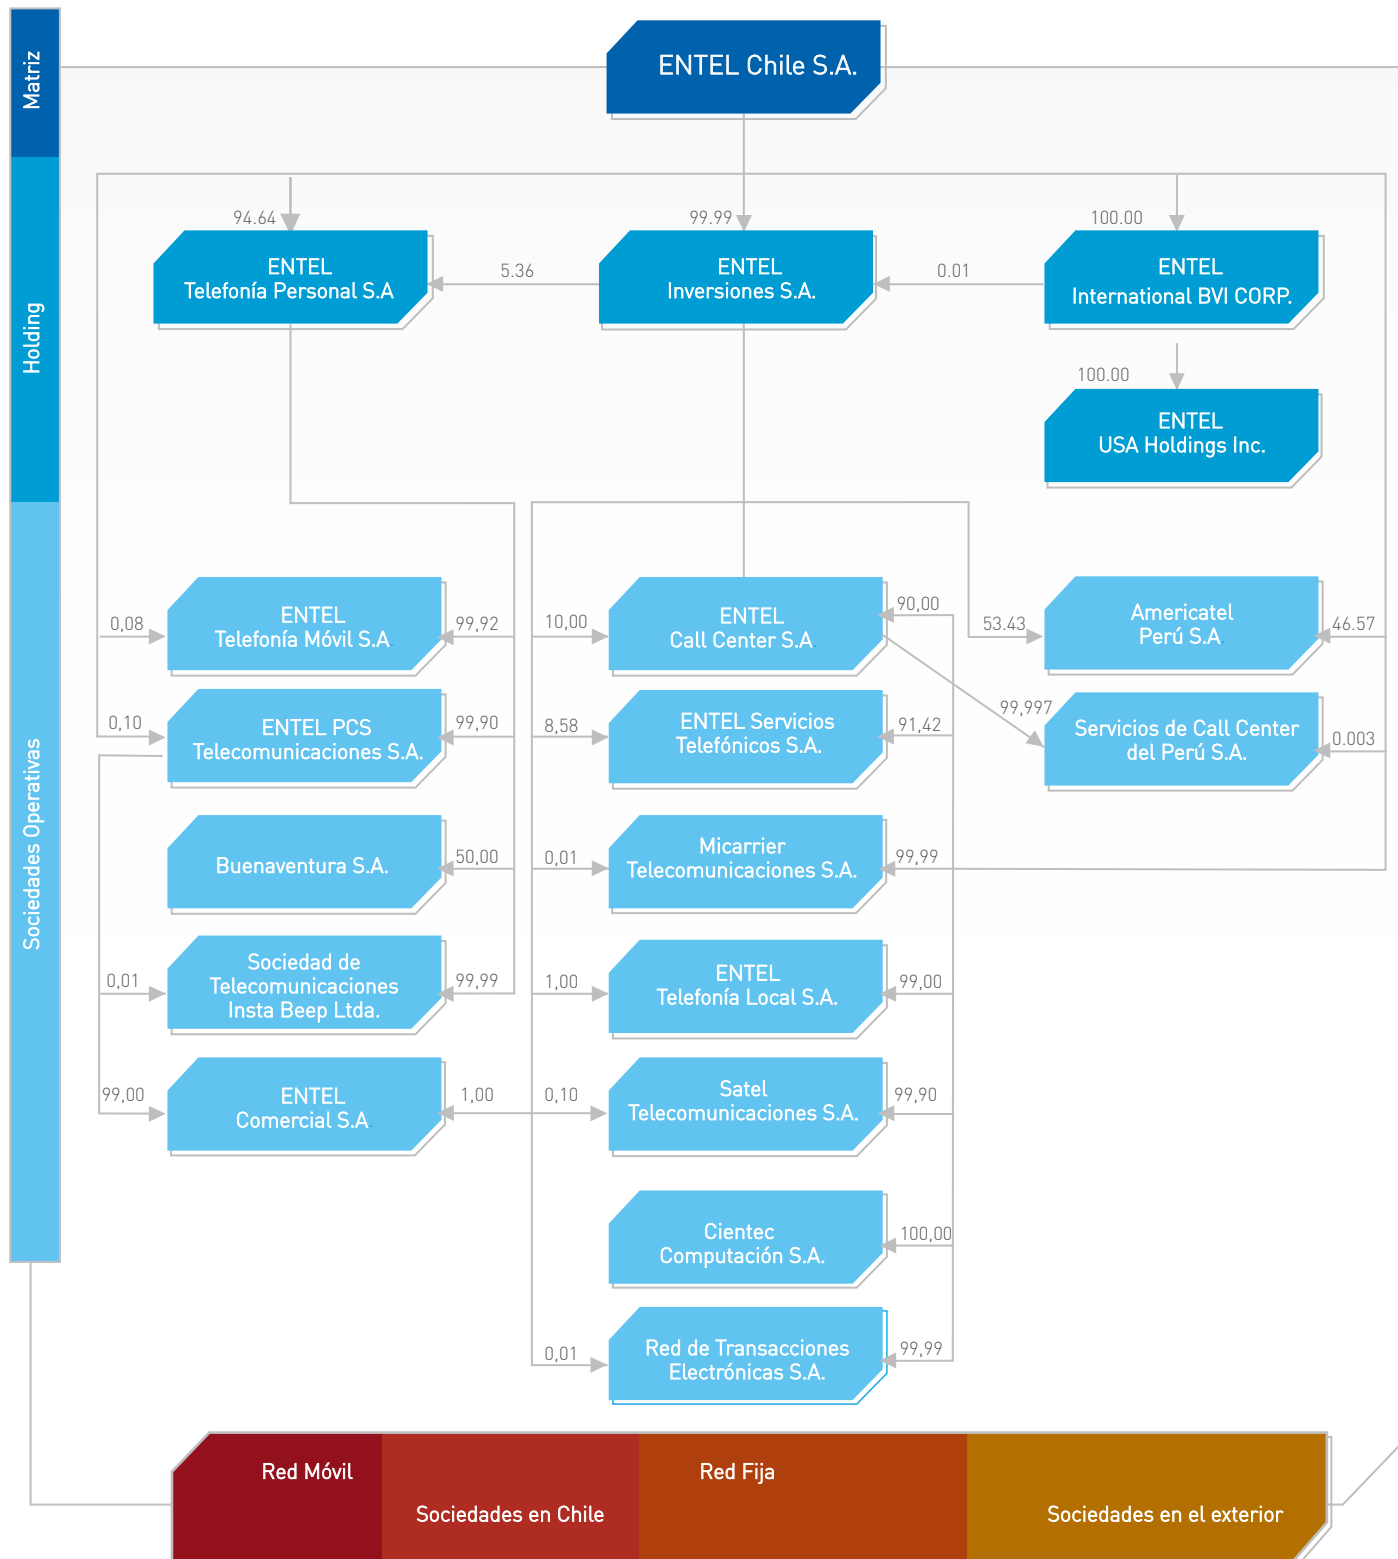 Matriz
ENTEL Chile S.A.
Holding
94.64
99.99
100.00
ENTEL
Telefonía Personal S.A
5.36
ENTEL
Inversiones S.A.
0.01
ENTEL
International BVI CORP.
100.00
ENTEL
USA Holdings Inc.
Sociedades Operativas
0,08
ENTEL
Telefonía Móvil S.A.
99,92
10,00
ENTEL
Call Center S.A.
90,00
53.43
Americatel
Perú S.A.
46.57
0,10
ENTEL PCS
Telecomunicaciones S.A.
99,90
8,58
ENTEL Servicios
Telefónicos S.A.
91,42
99,997
Servicios de Call Center
del Perú S.A.
0.003
Buenaventura S.A.
50,00
0,01
Micarrier
Telecomunicaciones S.A.
99,99
0,01
Sociedad de
Telecomunicaciones
Insta Beep Ltda.
99,99
1,00
ENTEL
Telefonía Local S.A.
99,00
99,00
ENTEL
Comercial S.A.
1,00
0,10
Satel
Telecomunicaciones S.A.
99,90
Cientec
Computación S.A.
100,00
0,01
Red de Transacciones
Electrónicas S.A.
99,99
Red Móvil
Red Fija
Sociedades en Chile
Sociedades en el exterior